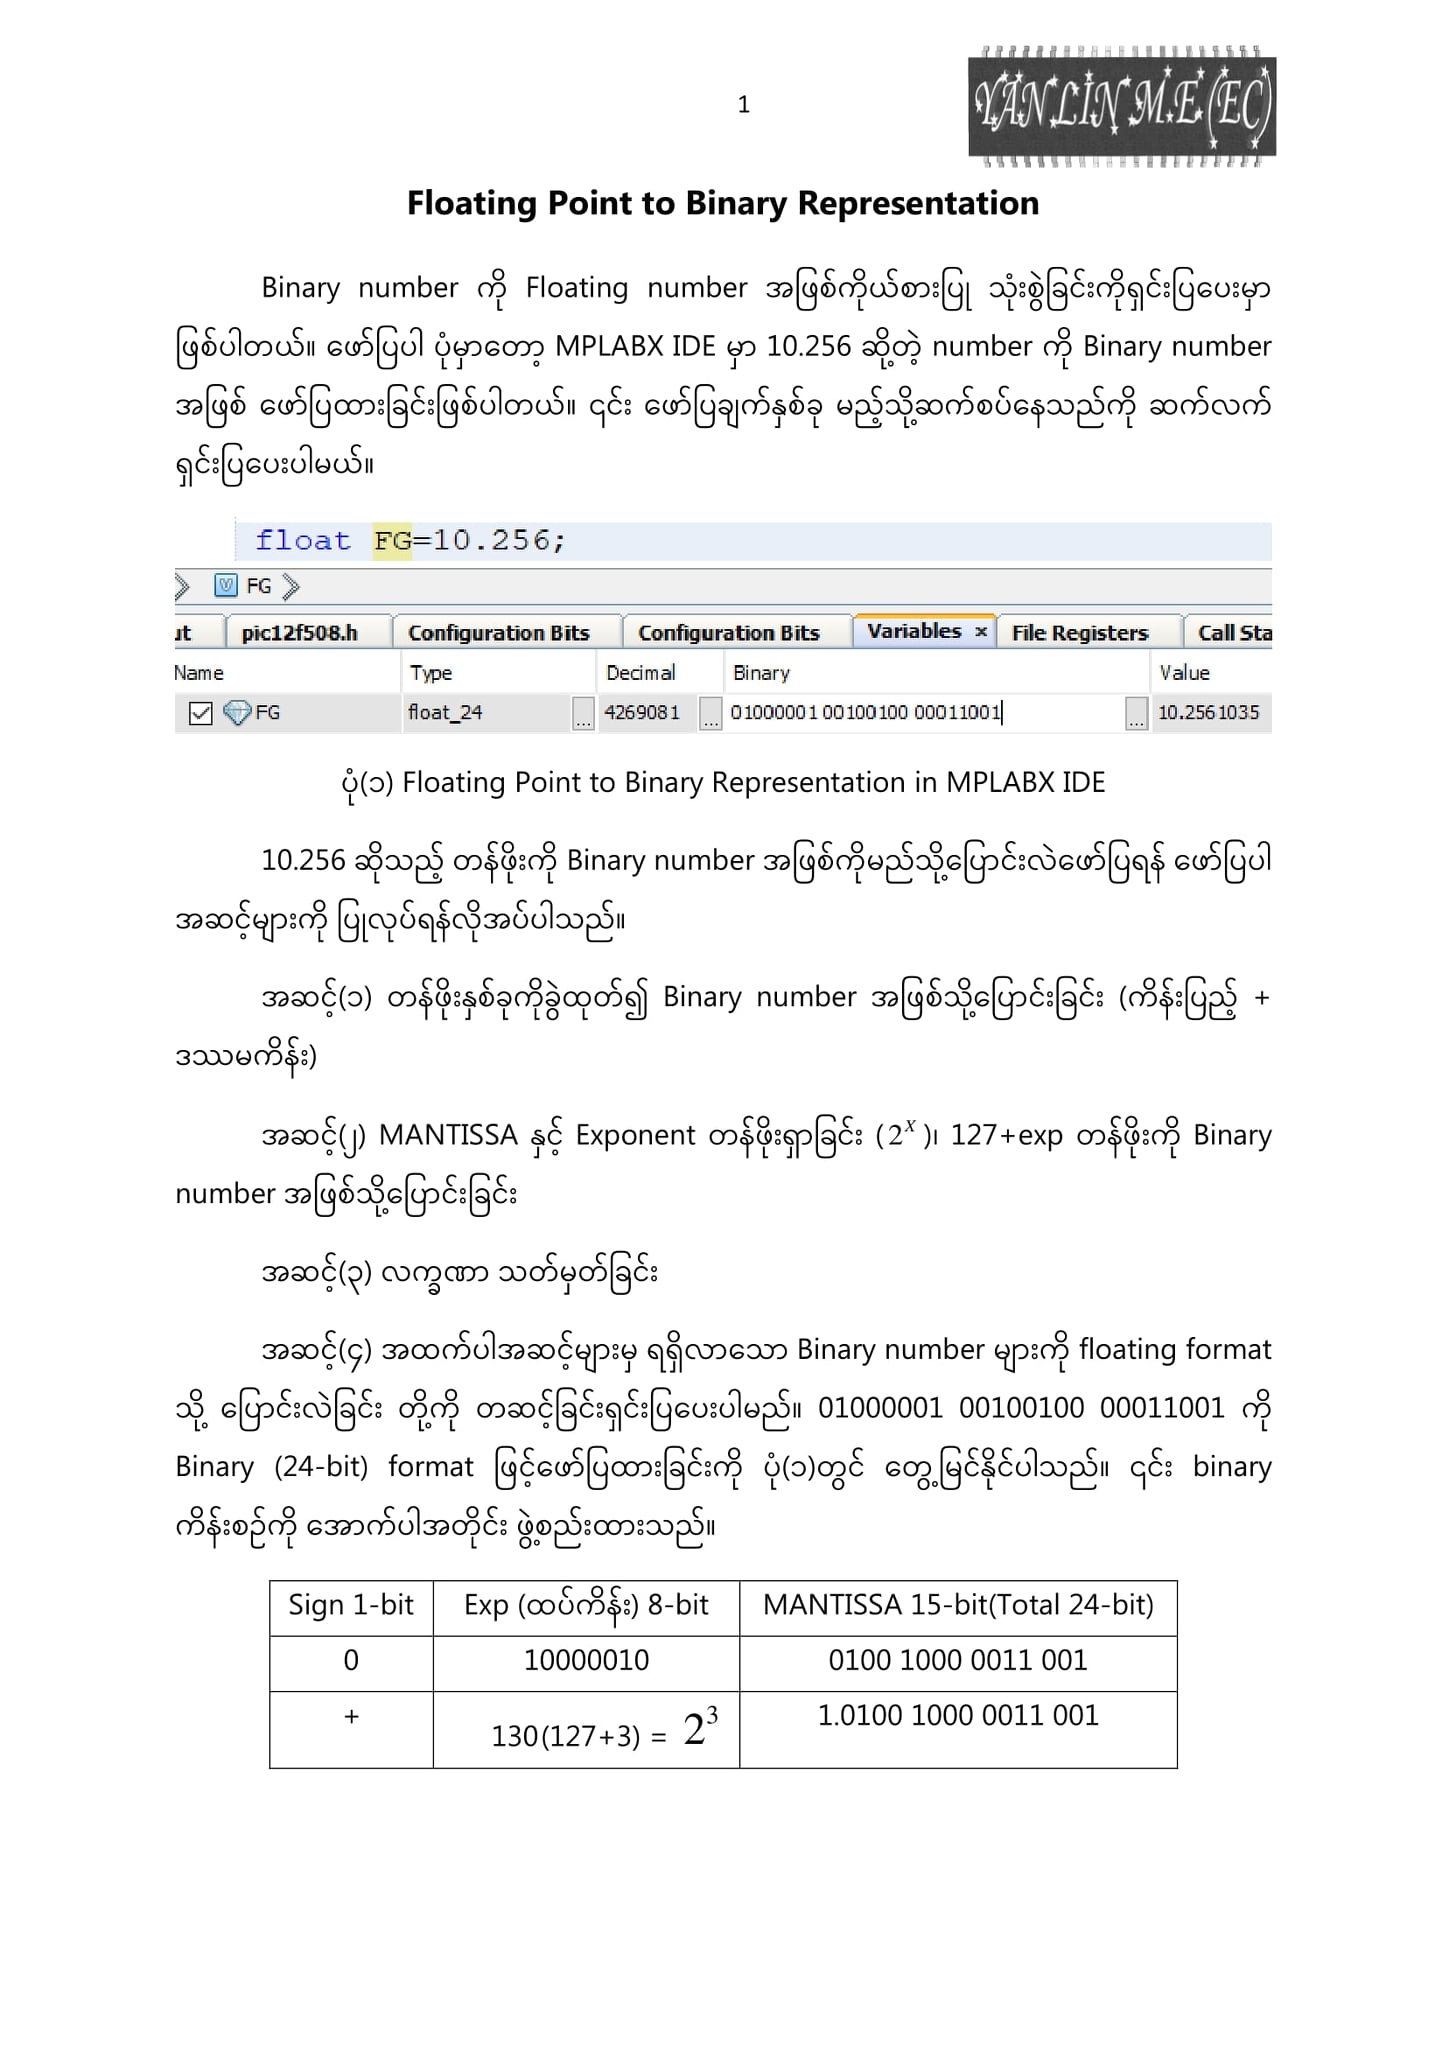 1
YAN LIN M.E(EC)
Floating Point to Binary Representation
Binary number ကို Floating number အဖြစ်ကိုယ်စားပြု သုံးစွဲခြင်းကိုရှင်းပြပေးမှာ
ဖြစ်ပါတယ်။ ဖော်ပြပါ ပုံမှာတော့ MPLABX IDE မှာ 10.256 ဆိုတဲ့ number ကို Binary number
အဖြစ် ဖော်ပြထားခြင်းဖြစ်ပါတယ်။ ၎င်း ဖော်ပြချက်နှစ်ခု မည့်သို့ဆက်စပ်နေသည်ကို ဆက်လက်
ရှင်းပြပေးပါမယ်။
float FG=10.256;
FG
ut pic12f508.h Configuration Bits Configuration Bits Variables × File Registers Call Sta
Name Type Decimal Binary Value
FG float_24 ... 4269081 ... 01000001 00100100 00011001 ... 10.2561035
ပုံ(၁) Floating Point to Binary Representation in MPLABX IDE
10.256 ဆိုသည့် တန်ဖိုးကို Binary number အဖြစ်ကိုမည်သို့ပြောင်းလဲဖော်ပြရန် ဖော်ပြပါ
အဆင့်များကို ပြုလုပ်ရန်လိုအပ်ပါသည်။
အဆင့်(၁) တန်ဖိုးနှစ်ခုကိုခွဲထုတ်၍ Binary number အဖြစ်သို့ပြောင်းခြင်း (ကိန်းပြည့် +
ဒဿမကိန်း)
အဆင့်(၂) MANTISSA နှင့် Exponent တန်ဖိုးရှာခြင်း (2^X)၊ 127+exp တန်ဖိုးကို Binary
number အဖြစ်သို့ပြောင်းခြင်း
အဆင့်(၃) လက္ခဏာ သတ်မှတ်ခြင်း
အဆင့်(၄) အထက်ပါအဆင့်များမှ ရရှိလာသော Binary number များကို floating format
သို့ ပြောင်းလဲခြင်း တို့ကို တဆင့်ခြင်းရှင်းပြပေးပါမည်။ 01000001 00100100 00011001 ကို
Binary (24-bit) format ဖြင့်ဖော်ပြထားခြင်းကို ပုံ(၁)တွင် တွေ့မြင်နိုင်ပါသည်။ ၎င်း binary
ကိန်းစဉ်ကို အောက်ပါအတိုင်း ဖွဲ့စည်းထားသည်။
Sign 1-bit Exp (ထပ်ကိန်း) 8-bit MANTISSA 15-bit(Total 24-bit)
0 10000010 0100 1000 0011 001
+ 130(127+3) = 2^3 1.0100 1000 0011 001